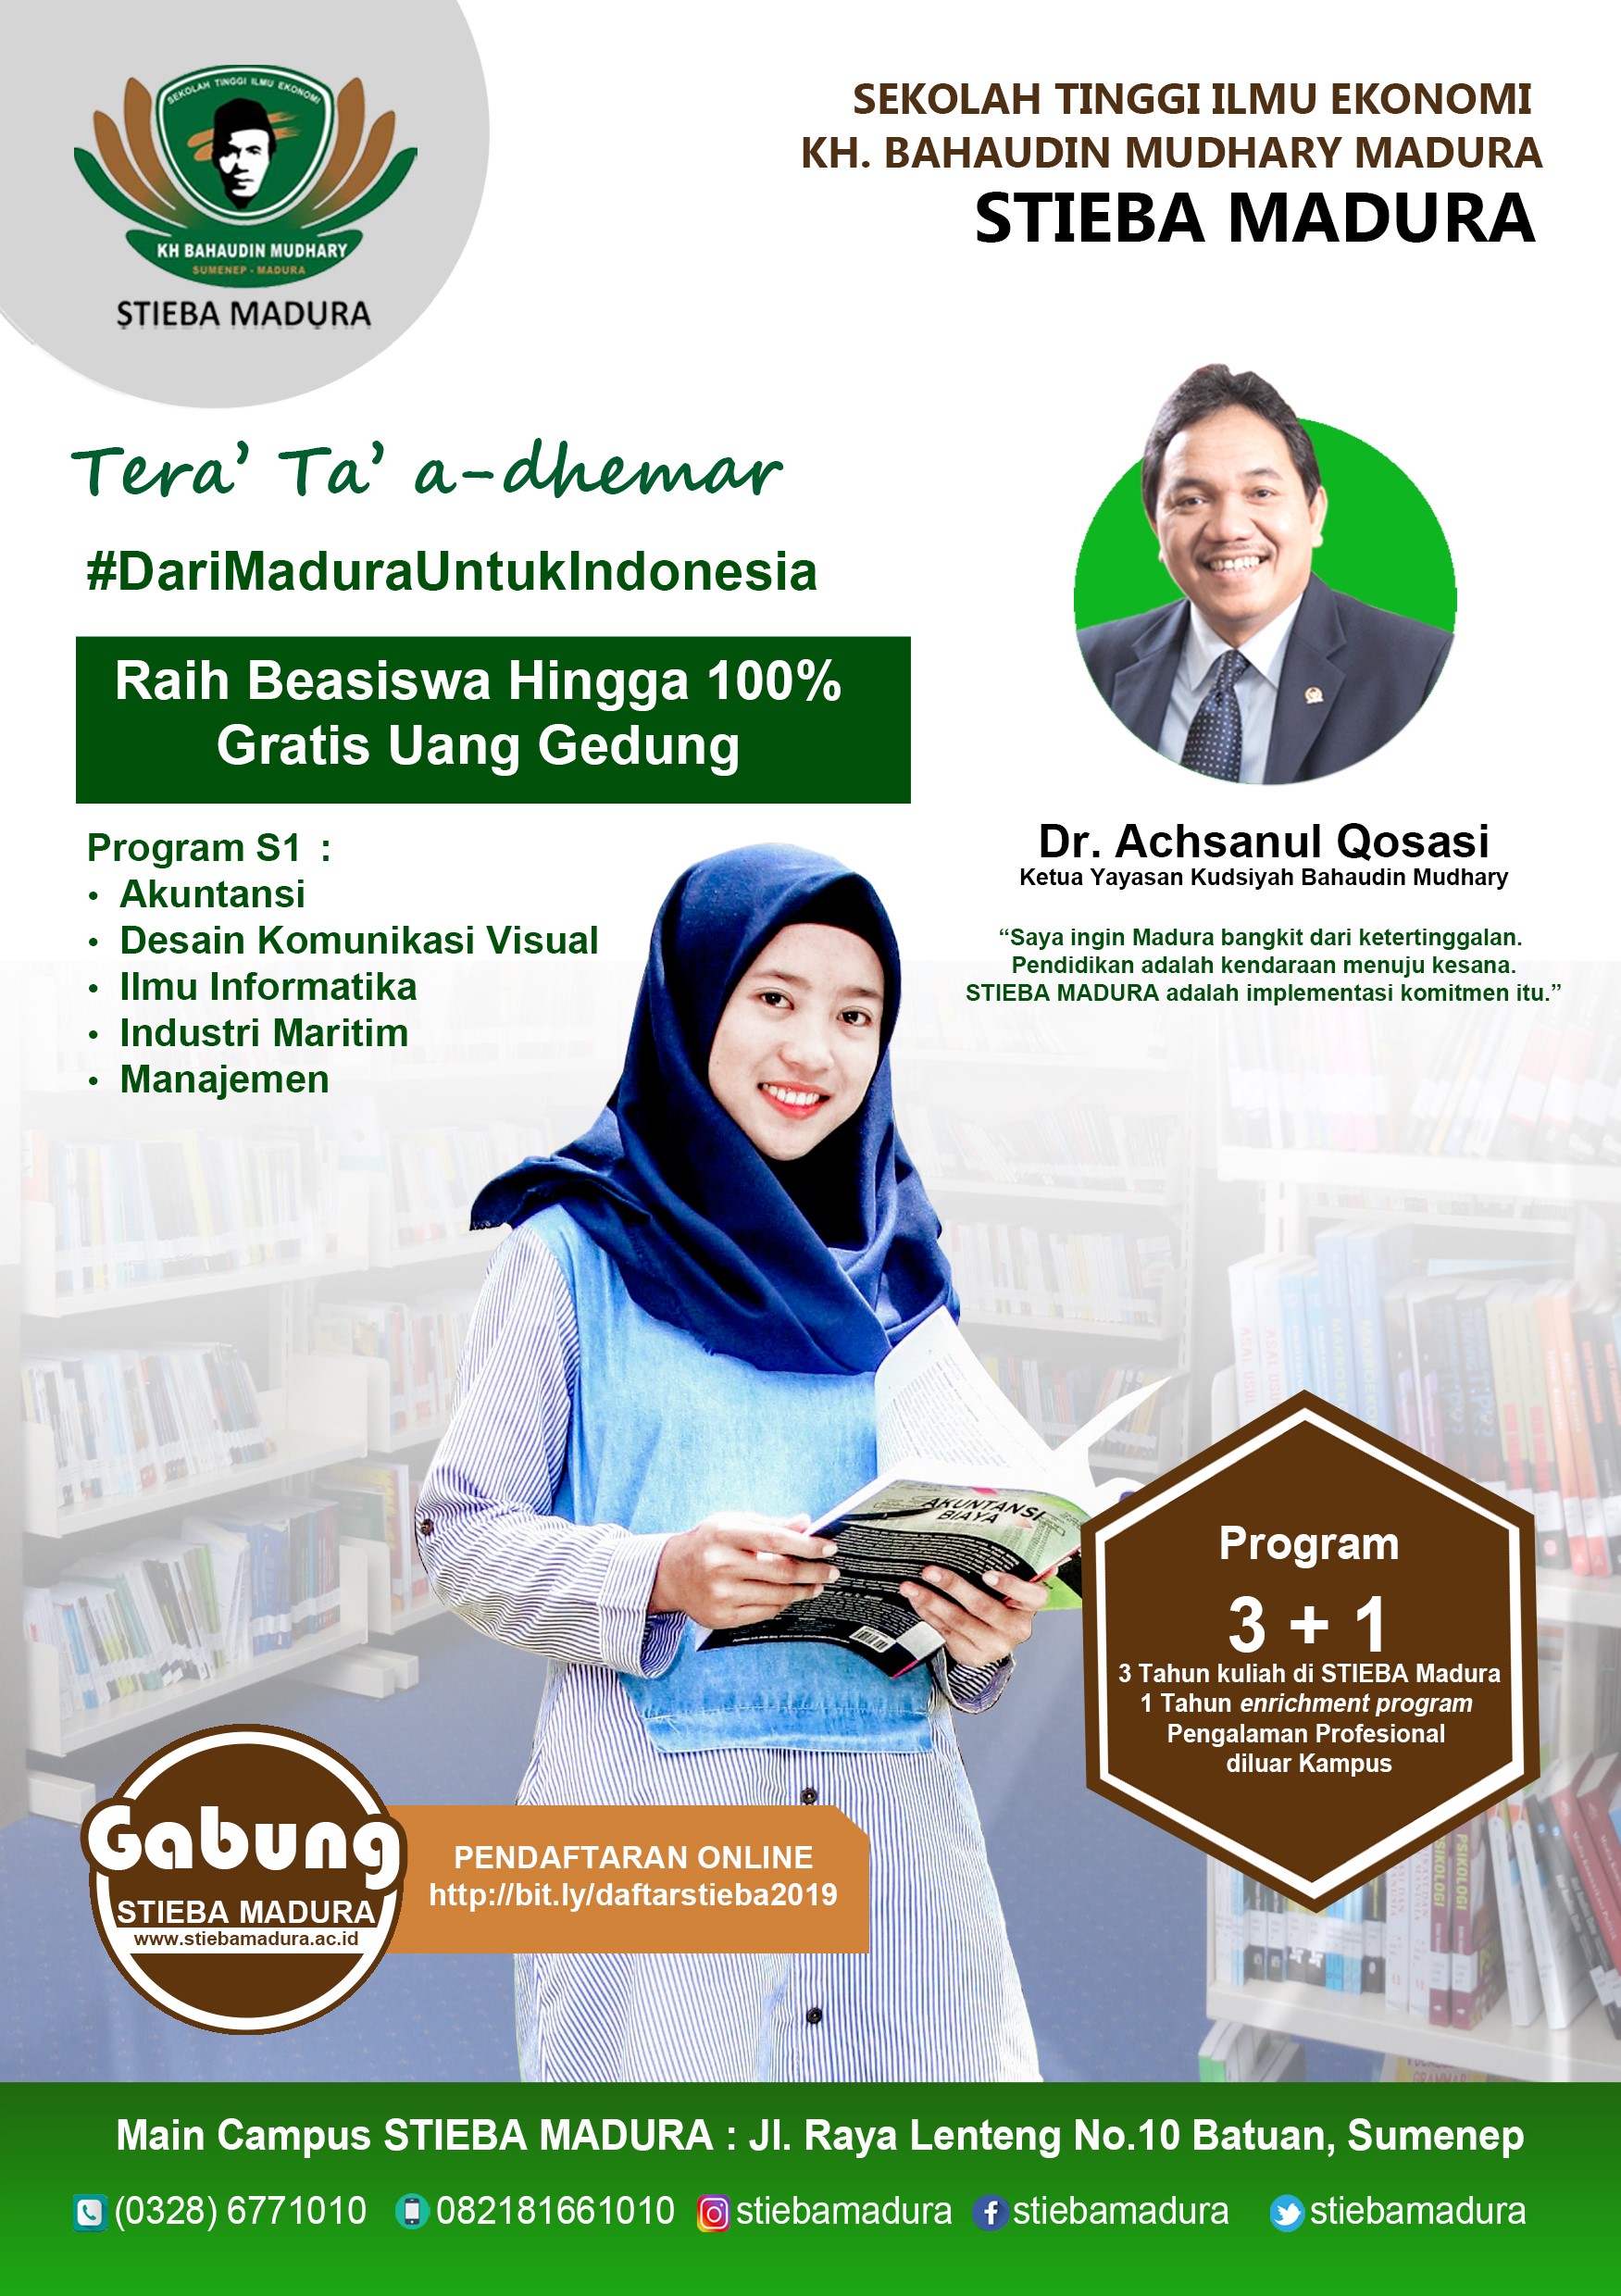 SEKOLAH TINGGI ILMU EKONOMI
KH BAHAUDIN MUDHARY
SUMENEP - MADURA
STIEBA MADURA
SEKOLAH TINGGI ILMU EKONOMI
KH. BAHAUDIN MUDHARY MADURA
STIEBA MADURA
Tera’ Ta’ a-dhemar
#DariMaduraUntukIndonesia
Raih Beasiswa Hingga 100%
Gratis Uang Gedung
Program S1 :
• Akuntansi
• Desain Komunikasi Visual
• Ilmu Informatika
• Industri Maritim
• Manajemen
Dr. Achsanul Qosasi
Ketua Yayasan Kudsiyah Bahaudin Mudhary
“Saya ingin Madura bangkit dari ketertinggalan.
Pendidikan adalah kendaraan menuju kesana.
STIEBA MADURA adalah implementasi komitmen itu.”
AKUNTANSI
BIAYA
Program
3 + 1
3 Tahun kuliah di STIEBA Madura
1 Tahun enrichment program
Pengalaman Profesional
diluar Kampus
PSIKOLOGI
PSIKOLOGI
Gabung
STIEBA MADURA
www.stiebamadura.ac.id
PENDAFTARAN ONLINE
http://bit.ly/daftarstieba2019
Main Campus STIEBA MADURA : Jl. Raya Lenteng No.10 Batuan, Sumenep
(0328) 6771010 082181661010 stiebamadura stiebamadura stiebamadura